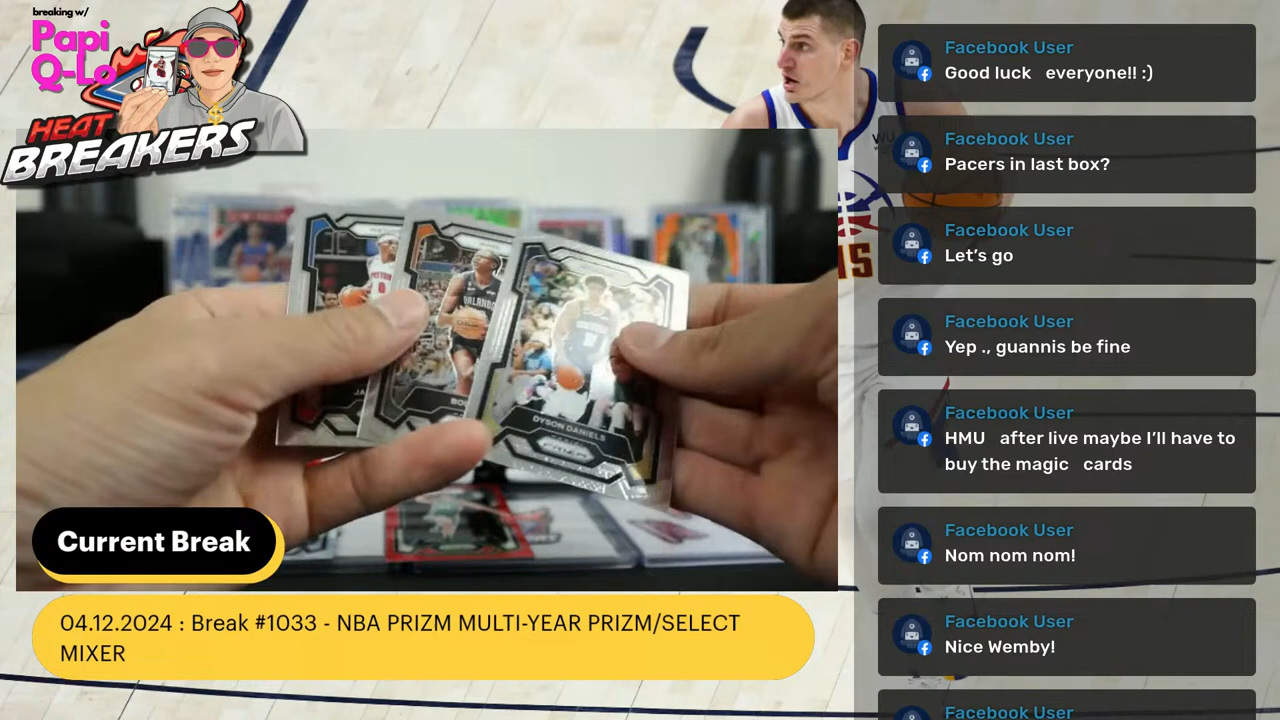 breaking w/
Papi
Q-Lo
HEAT
BREAKERS
PISTON
ORLANDO
DYSON DANIELS
PRIZM
Current Break
04.12.2024 : Break #1033 - NBA PRIZM MULTI-YEAR PRIZM/SELECT
MIXER
Facebook User
Good luck everyone!! :)
Facebook User
Pacers in last box?
Facebook User
Let's go
Facebook User
Yep ., guannis be fine
Facebook User
HMU after live maybe I'll have to
buy the magic cards
Facebook User
Nom nom nom!
Facebook User
Nice Wemby!
Facebook User